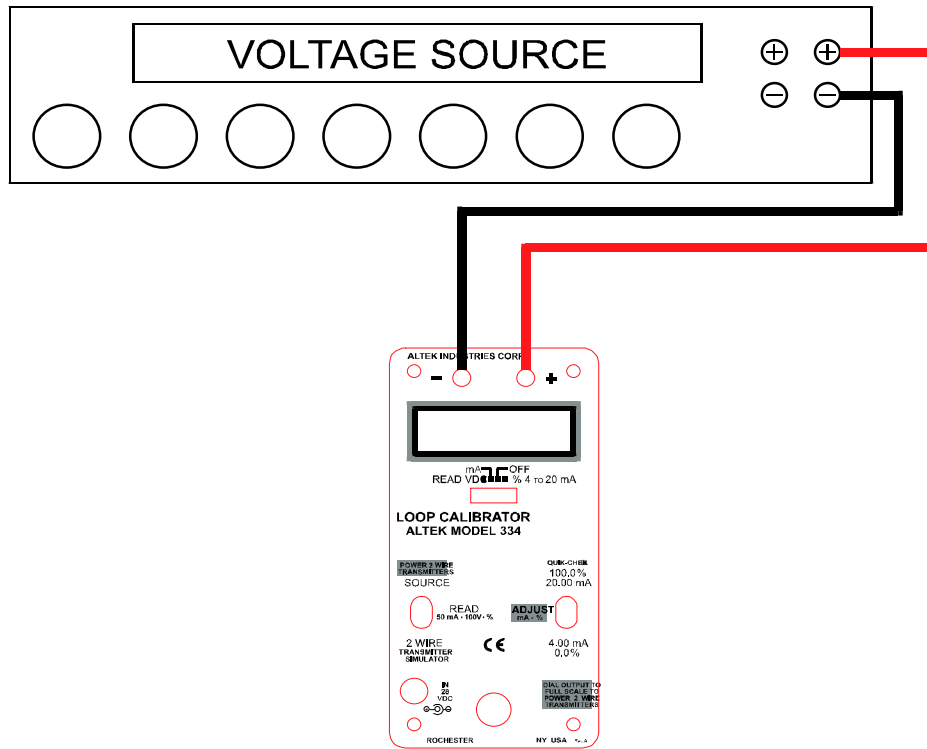 VOLTAGE SOURCE
+ +
− −
ALTEK INDUSTRIES CORP
− +
mA OFF
READ VDC % 4 TO 20 mA
LOOP CALIBRATOR
ALTEK MODEL 334
POWER 2 WIRE
TRANSMITTERS
SOURCE
QUIK-CHEK
100.0%
20.00 mA
READ
50 mA • 100V • %
ADJUST
mA • %
2 WIRE
TRANSMITTER
SIMULATOR
CE
4.00 mA
0.0%
IN
28
VDC
DIAL OUTPUT TO
FULL SCALE TO
POWER 2 WIRE
TRANSMITTERS
ROCHESTER NY USA